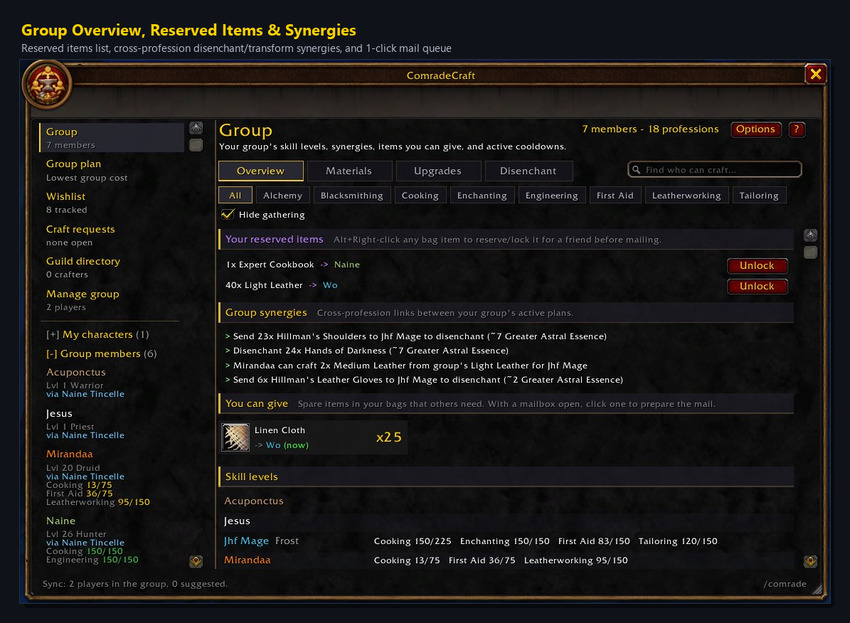 Group Overview, Reserved Items & Synergies
Reserved items list, cross-profession disenchant/transform synergies, and 1-click mail queue
ComradeCraft
Group
7 members
Group plan
Lowest group cost
Wishlist
8 tracked
Craft requests
none open
Guild directory
0 crafters
Manage group
2 players
[+] My characters (1)
[-] Group members (6)
Acuponctus
Lvl 1 Warrior
via Naine Tincelle
Jesus
Lvl 1 Priest
via Naine Tincelle
Mirandaa
Lvl 20 Druid
via Naine Tincelle
Cooking 13/75
First Aid 36/75
Leatherworking 95/150
Naine
Lvl 26 Hunter
via Naine Tincelle
Cooking 150/150
Engineering 150/150
Group
7 members - 18 professions
Options
?
Your group's skill levels, synergies, items you can give, and active cooldowns.
Overview
Materials
Upgrades
Disenchant
Find who can craft...
All
Alchemy
Blacksmithing
Cooking
Enchanting
Engineering
First Aid
Leatherworking
Tailoring
Hide gathering
Your reserved items Alt+Right-click any bag item to reserve/lock it for a friend before mailing.
1x Expert Cookbook -> Naine
Unlock
40x Light Leather -> Wo
Unlock
Group synergies Cross-profession links between your group's active plans.
> Send 23x Hillman's Shoulders to Jhf Mage to disenchant (~7 Greater Astral Essence)
> Disenchant 24x Hands of Darkness (~7 Greater Astral Essence)
> Mirandaa can craft 2x Medium Leather from group's Light Leather for Jhf Mage
> Send 6x Hillman's Leather Gloves to Jhf Mage to disenchant (~2 Greater Astral Essence)
You can give Spare items in your bags that others need. With a mailbox open, click one to prepare the mail.
Linen Cloth
-> Wo (now)
x25
Skill levels
Acuponctus
Jesus
Jhf Mage Frost Cooking 150/225 Enchanting 150/150 First Aid 83/150 Tailoring 120/150
Mirandaa Cooking 13/75 First Aid 36/75 Leatherworking 95/150
Sync: 2 players in the group, 0 suggested.
/comrade